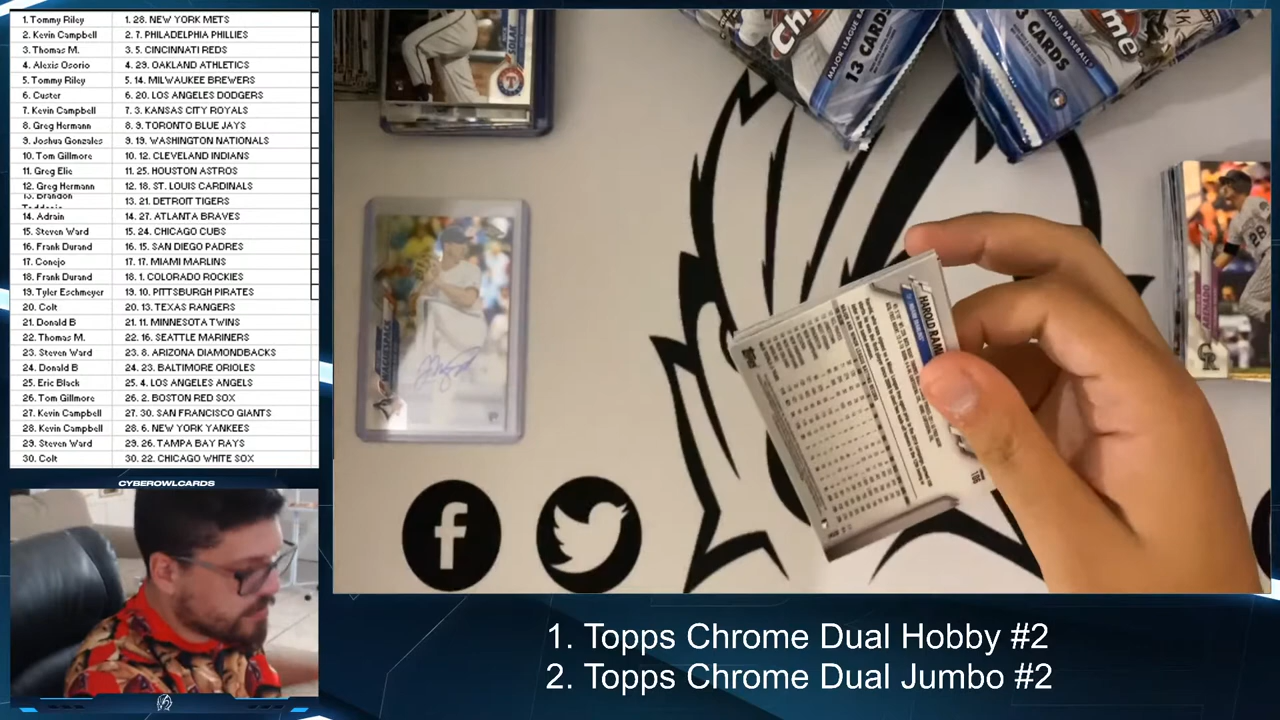 1. Tommy Riley 1. 28. NEW YORK METS
2. Kevin Campbell 2. 7. PHILADELPHIA PHILLIES
3. Thomas M. 3. 5. CINCINNATI REDS
4. Alexis Osorio 4. 29. OAKLAND ATHLETICS
5. Tommy Riley 5. 14. MILWAUKEE BREWERS
6. Custer 6. 20. LOS ANGELES DODGERS
7. Kevin Campbell 7. 3. KANSAS CITY ROYALS
8. Greg Hermann 8. 9. TORONTO BLUE JAYS
9. Joshua Gonzales 9. 19. WASHINGTON NATIONALS
10. Tom Gillmore 10. 12. CLEVELAND INDIANS
11. Greg Elie 11. 25. HOUSTON ASTROS
12. Greg Hermann 12. 18. ST. LOUIS CARDINALS
13. Brandon 13. 21. DETROIT TIGERS
14. Adrain 14. 27. ATLANTA BRAVES
15. Steven Ward 15. 24. CHICAGO CUBS
16. Frank Durand 16. 15. SAN DIEGO PADRES
17. Conejo 17. 17. MIAMI MARLINS
18. Frank Durand 18. 1. COLORADO ROCKIES
19. Tyler Eschmeyer 19. 10. PITTSBURGH PIRATES
20. Colt 20. 13. TEXAS RANGERS
21. Donald B 21. 11. MINNESOTA TWINS
22. Thomas M. 22. 16. SEATTLE MARINERS
23. Steven Ward 23. 8. ARIZONA DIAMONDBACKS
24. Donald B 24. 23. BALTIMORE ORIOLES
25. Eric Black 25. 4. LOS ANGELES ANGELS
26. Tom Gillmore 26. 2. BOSTON RED SOX
27. Kevin Campbell 27. 30. SAN FRANCISCO GIANTS
28. Kevin Campbell 28. 6. NEW YORK YANKEES
29. Steven Ward 29. 26. TAMPA BAY RAYS
30. Colt 30. 22. CHICAGO WHITE SOX
CYBEROWLCARDS
MAJOR LEAGUE BASEBALL
13 CARDS
MAJOR LEAGUE BASEBALL
3 CARDS
HAROLD
ARENADO
28
1. Topps Chrome Dual Hobby #2
2. Topps Chrome Dual Jumbo #2